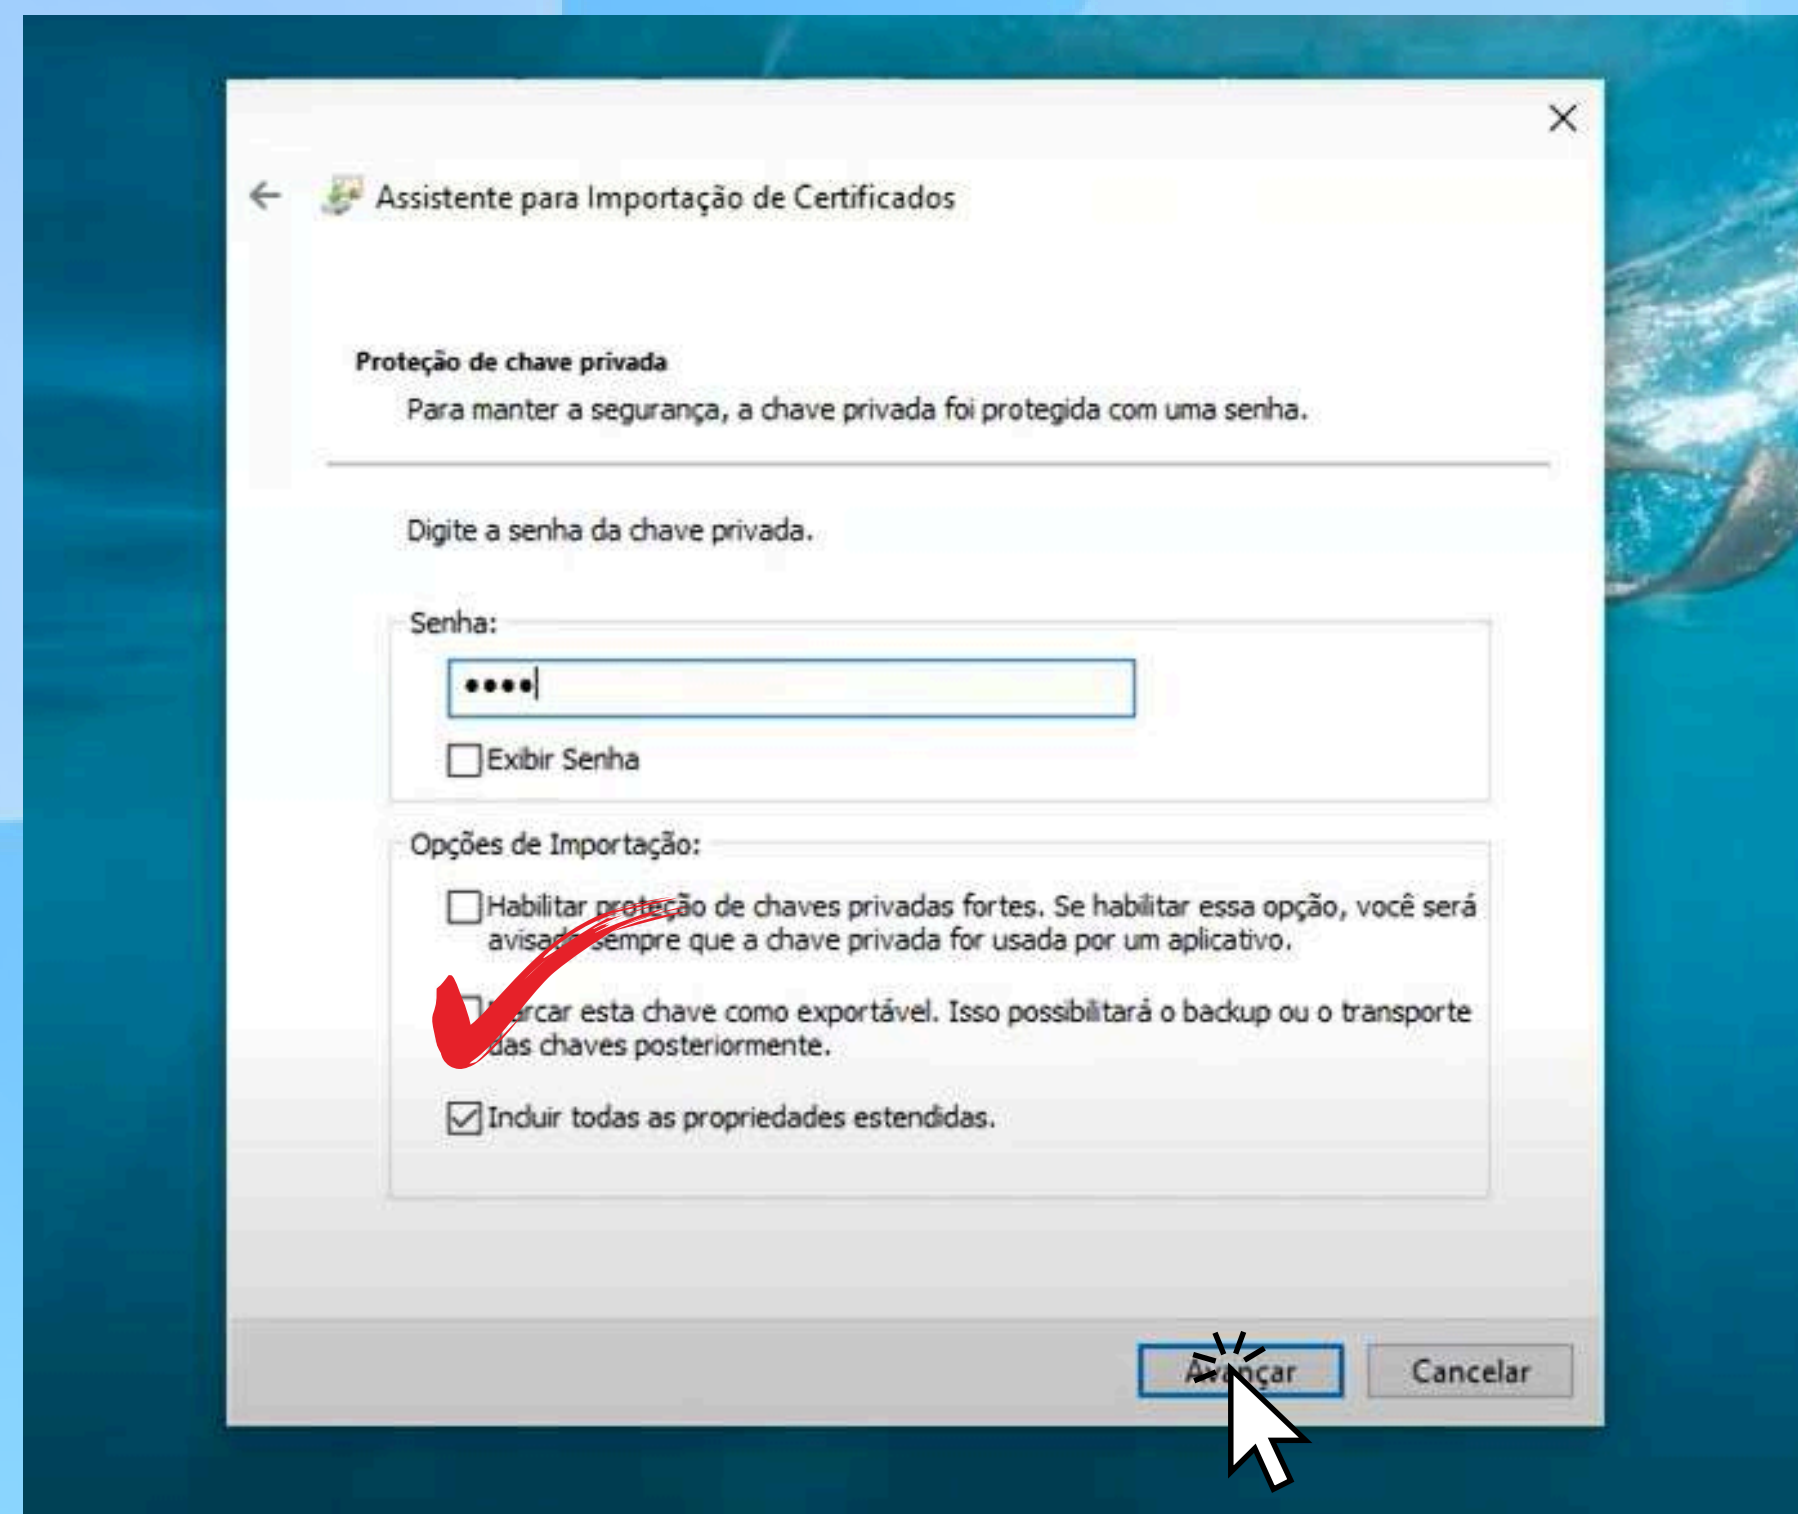 Assistente para Importação de Certificados
Proteção de chave privada
Para manter a segurança, a chave privada foi protegida com uma senha.
Digite a senha da chave privada.
Senha:
••••
Exibir Senha
Opções de Importação:
Habilitar proteção de chaves privadas fortes. Se habilitar essa opção, você será
avisado sempre que a chave privada for usada por um aplicativo.
Marcar esta chave como exportável. Isso possibilitará o backup ou o transporte
das chaves posteriormente.
Incluir todas as propriedades estendidas.
Avançar
Cancelar